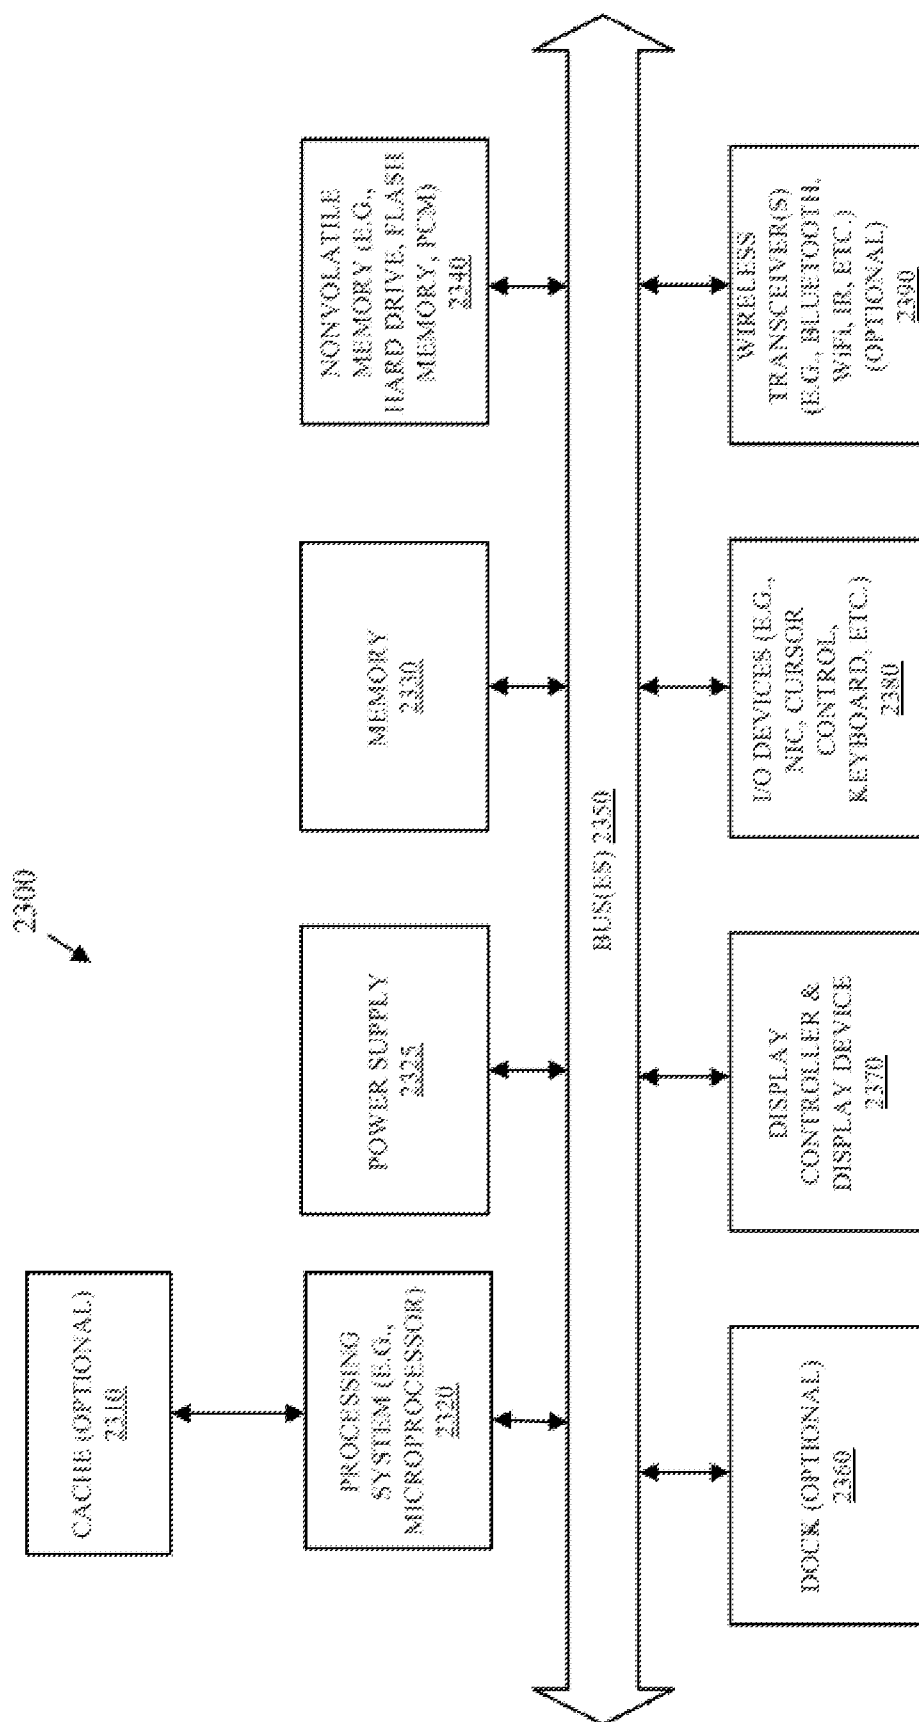 2300
CACHE (OPTIONAL)
2310
PROCESSING
SYSTEM (E.G.,
MICROPROCESSOR)
2320
POWER SUPPLY
2325
MEMORY
2330
NONVOLATILE
MEMORY (E.G.,
HARD DRIVE, FLASH
MEMORY, PCM)
2340
BUS(ES) 2350
DOCK (OPTIONAL)
2360
DISPLAY
CONTROLLER &
DISPLAY DEVICE
2370
I/O DEVICES (E.G.,
NIC, CURSOR
CONTROL,
KEYBOARD, ETC.)
2380
WIRELESS
TRANSCEIVER(S)
(E.G., BLUETOOTH,
WiFi, IR, ETC.)
(OPTIONAL)
2390